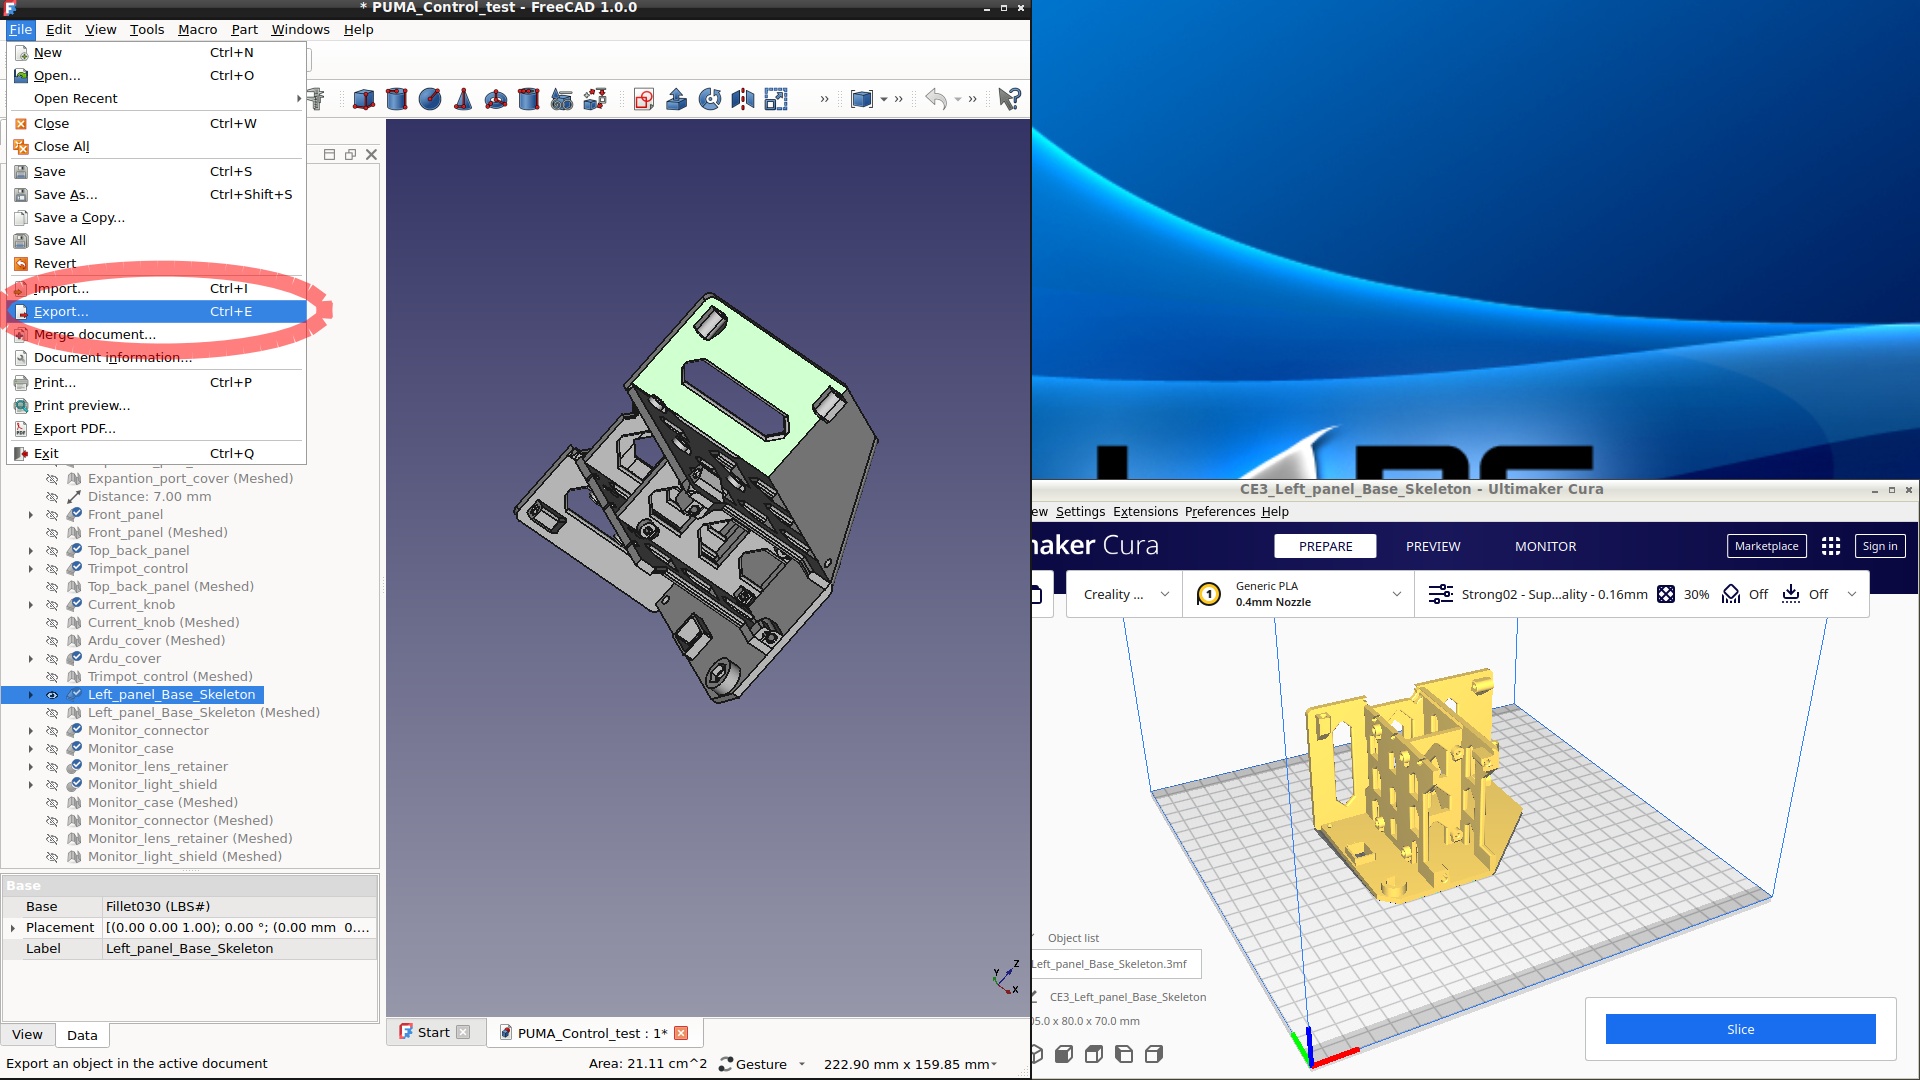 * PUMA_Control_test - FreeCAD 1.0.0
File Edit View Tools Macro Part Windows Help
New Ctrl+N
Open... Ctrl+O
Open Recent
Close Ctrl+W
Close All
Save Ctrl+S
Save As... Ctrl+Shift+S
Save a Copy...
Save All
Revert
Import... Ctrl+I
Export... Ctrl+E
Merge document...
Document information...
Print... Ctrl+P
Print preview...
Export PDF...
Exit Ctrl+Q
Expantion_port_cover (Meshed)
Distance: 7.00 mm
Front_panel
Front_panel (Meshed)
Top_back_panel
Trimpot_control
Top_back_panel (Meshed)
Current_knob
Current_knob (Meshed)
Ardu_cover (Meshed)
Ardu_cover
Trimpot_control (Meshed)
Left_panel_Base_Skeleton
Left_panel_Base_Skeleton (Meshed)
Monitor_connector
Monitor_case
Monitor_lens_retainer
Monitor_light_shield
Monitor_case (Meshed)
Monitor_connector (Meshed)
Monitor_lens_retainer (Meshed)
Monitor_light_shield (Meshed)
Base
Base Fillet030 (LBS#)
Placement [(0.00 0.00 1.00); 0.00 °; (0.00 mm 0....
Label Left_panel_Base_Skeleton
View Data
Z
Y
X
Start PUMA_Control_test : 1*
Export an object in the active document Area: 21.11 cm^2 Gesture 222.90 mm x 159.85 mm
CE3_Left_panel_Base_Skeleton - Ultimaker Cura
ew Settings Extensions Preferences Help
maker Cura PREPARE PREVIEW MONITOR Marketplace Sign in
Creality ... 1 Generic PLA
0.4mm Nozzle
Strong02 - Sup...ality - 0.16mm 30% Off Off
Object list
Left_panel_Base_Skeleton.3mf
CE3_Left_panel_Base_Skeleton
05.0 x 80.0 x 70.0 mm
Slice